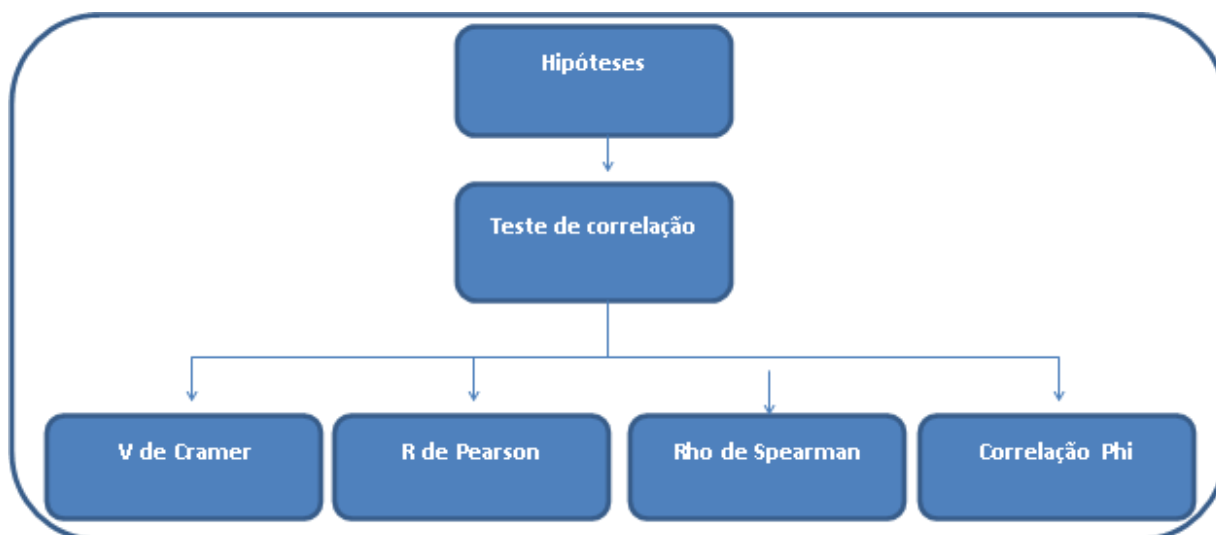 Hipóteses
Teste de correlação
V de Cramer
R de Pearson
Rho de Spearman
Correlação Phi